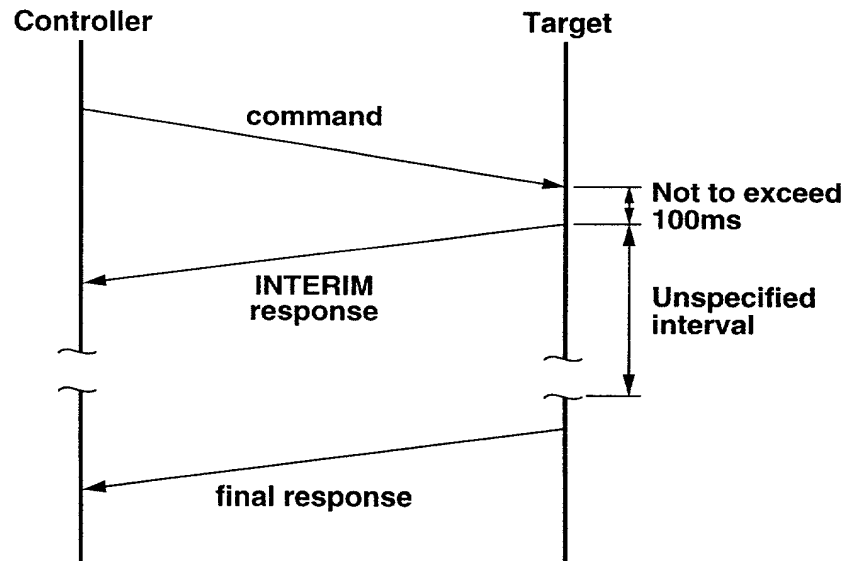 Controller
Target
command
Not to exceed
100ms
INTERIM
response
Unspecified
interval
final response